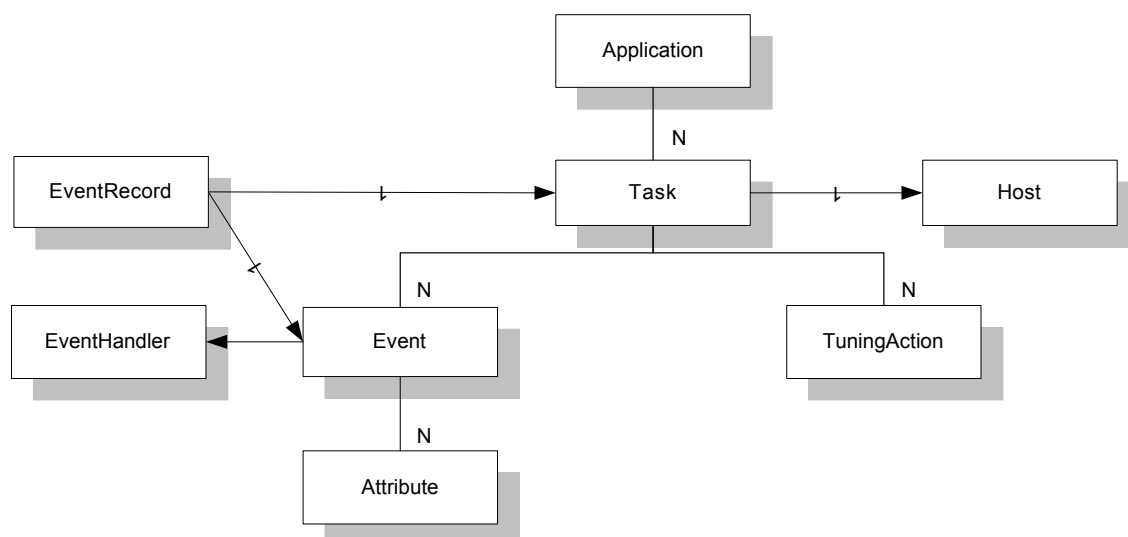 Application
N
EventRecord
1
Task
1
Host
1
N
N
EventHandler
Event
TuningAction
N
Attribute